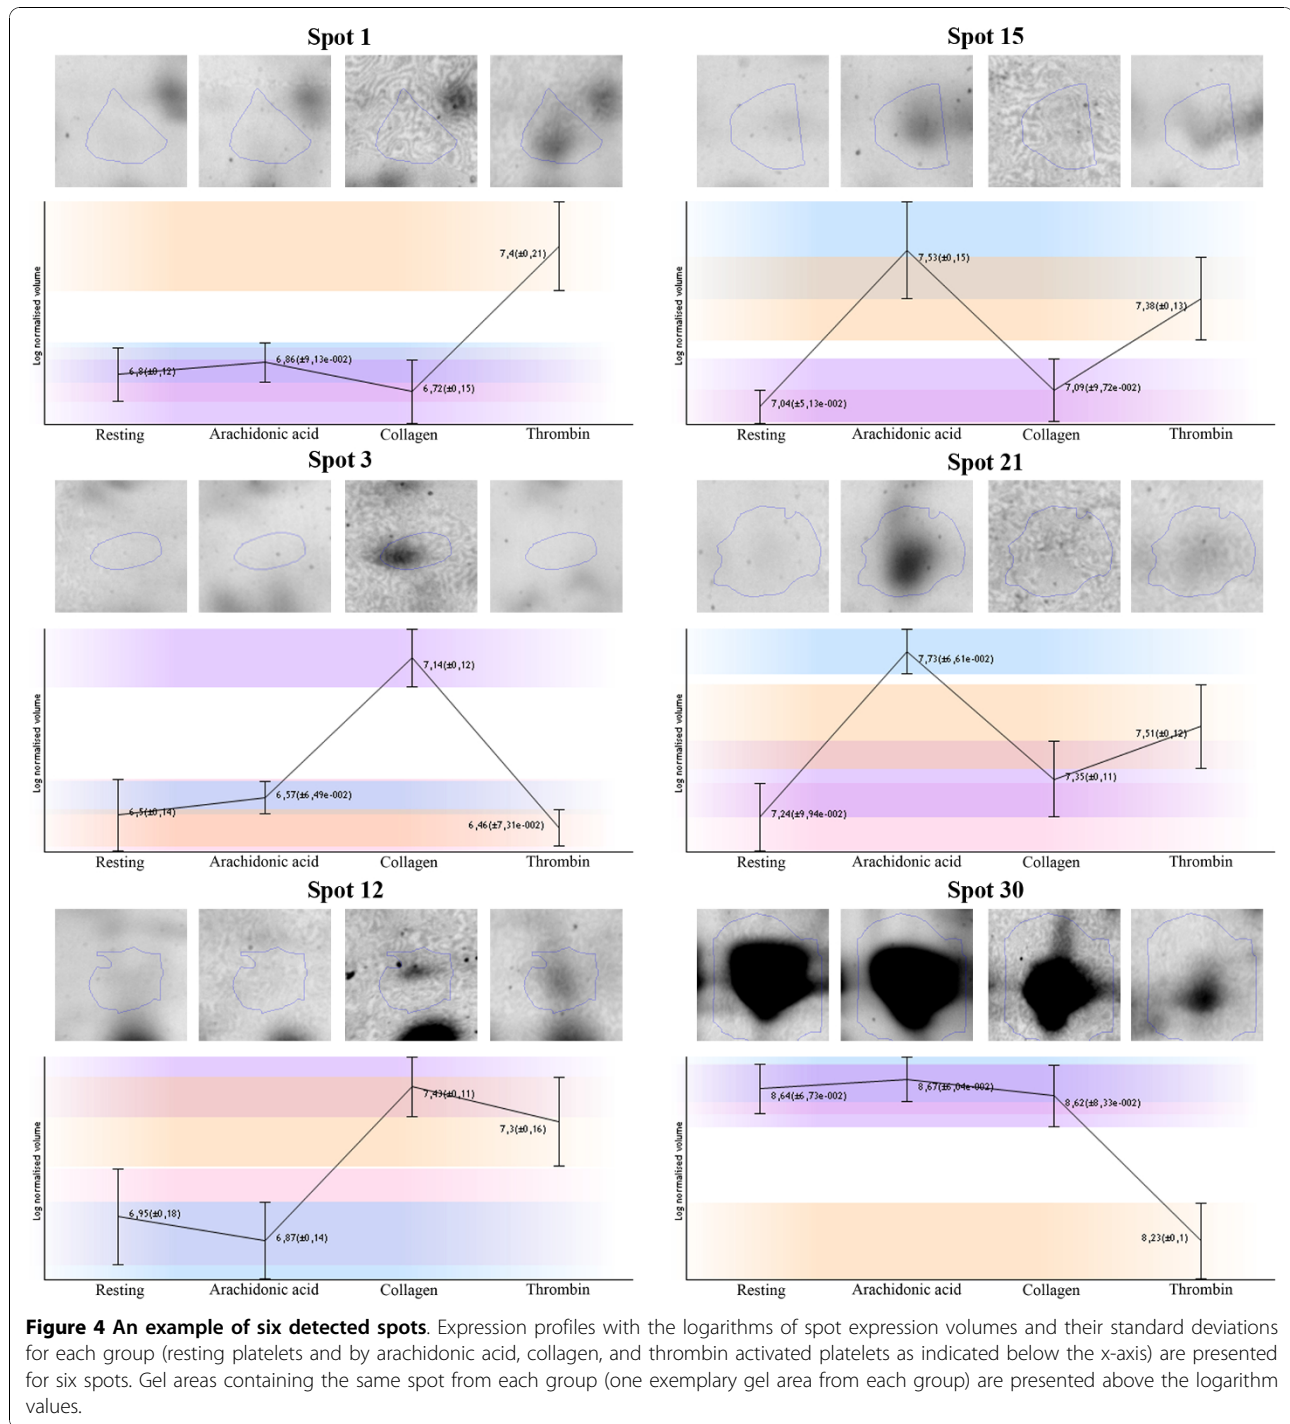 Spot 1
Log normalised volume
6,8(±0,12)
6,86(±9,13e-002)
6,72(±0,15)
7,4(±0,21)
Resting Arachidonic acid Collagen Thrombin
Spot 15
Log normalised volume
7,04(±5,13e-002)
7,53(±0,15)
7,09(±9,72e-002)
7,38(±0,13)
Resting Arachidonic acid Collagen Thrombin
Spot 3
Log normalised volume
6,5(±0,14)
6,57(±6,49e-002)
7,14(±0,12)
6,46(±7,31e-002)
Resting Arachidonic acid Collagen Thrombin
Spot 21
Log normalised volume
7,24(±9,94e-002)
7,73(±6,61e-002)
7,35(±0,11)
7,51(±0,12)
Resting Arachidonic acid Collagen Thrombin
Spot 12
Log normalised volume
6,95(±0,18)
6,87(±0,14)
7,43(±0,11)
7,3(±0,16)
Resting Arachidonic acid Collagen Thrombin
Spot 30
Log normalised volume
8,64(±6,73e-002)
8,67(±6,04e-002)
8,62(±8,33e-002)
8,23(±0,1)
Resting Arachidonic acid Collagen Thrombin
Figure 4 An example of six detected spots. Expression profiles with the logarithms of spot expression volumes and their standard deviations
for each group (resting platelets and by arachidonic acid, collagen, and thrombin activated platelets as indicated below the x-axis) are presented
for six spots. Gel areas containing the same spot from each group (one exemplary gel area from each group) are presented above the logarithm
values.